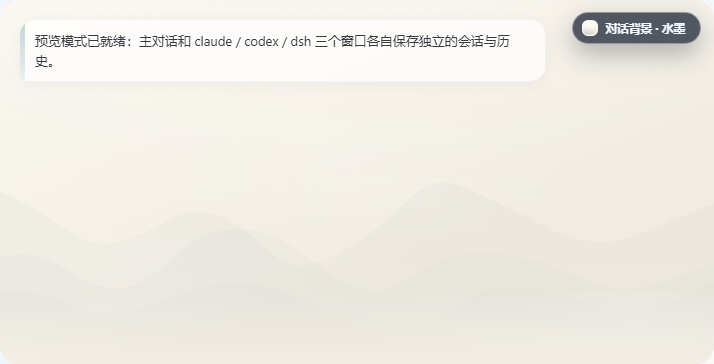 预览模式已就绪：主对话和 claude / codex / dsh 三个窗口各自保存独立的会话与历
史。
对话背景 · 水墨